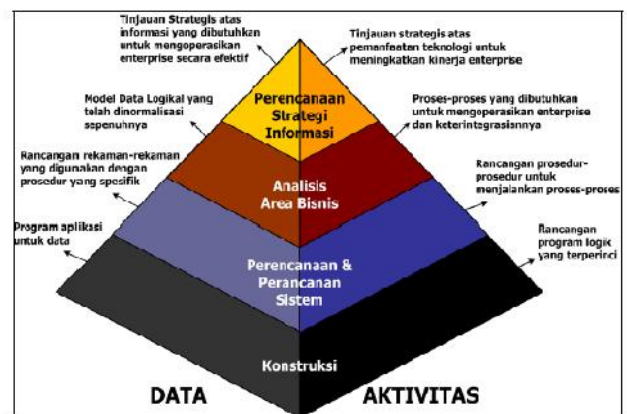 Tinjauan Strategis atas
informasi yang dibutuhkan
untuk mengoperasikan
enterprise secara efektif
Tinjauan strategis atas
pemanfaatan teknologi untuk
meningkatkan kinerja enterprise
Perencanaan
Strategi
Informasi
Model Data Logikal yang
telah dinormalisasi
sepenuhnya
Proses-proses yang dibutuhkan
untuk mengoperasikan enterprise
dan keterintegrasiannya
Analisis
Area Bisnis
Rancangan rekaman-rekaman
yang digunakan dengan
prosedur yang spesifik
Rancangan prosedur-
prosedur untuk
menjalankan proses-proses
Perencanaan &
Perancanan
Sistem
Program aplikasi
untuk data
Rancangan
program logik
yang terperinci
Konstruksi
DATA
AKTIVITAS